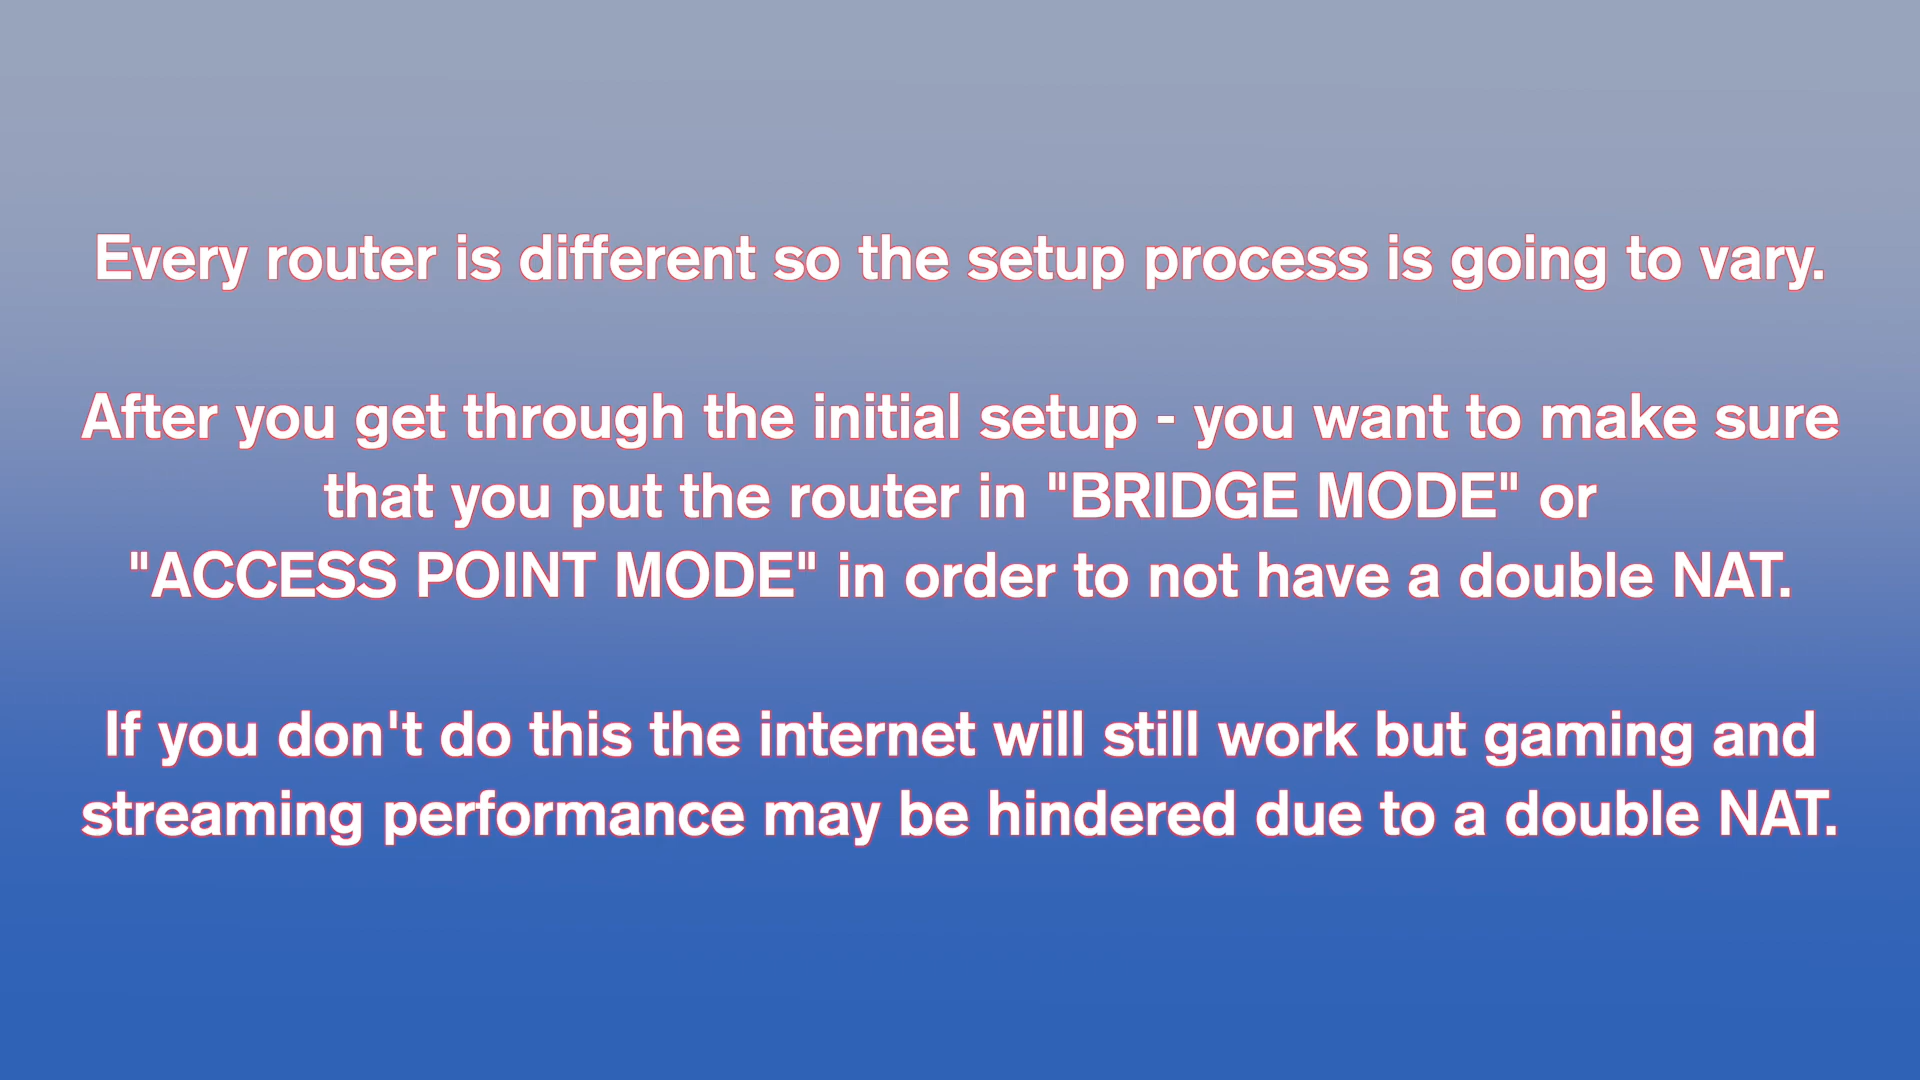 Every router is different so the setup process is going to vary.
After you get through the initial setup - you want to make sure
that you put the router in "BRIDGE MODE" or
"ACCESS POINT MODE" in order to not have a double NAT.
If you don't do this the internet will still work but gaming and
streaming performance may be hindered due to a double NAT.